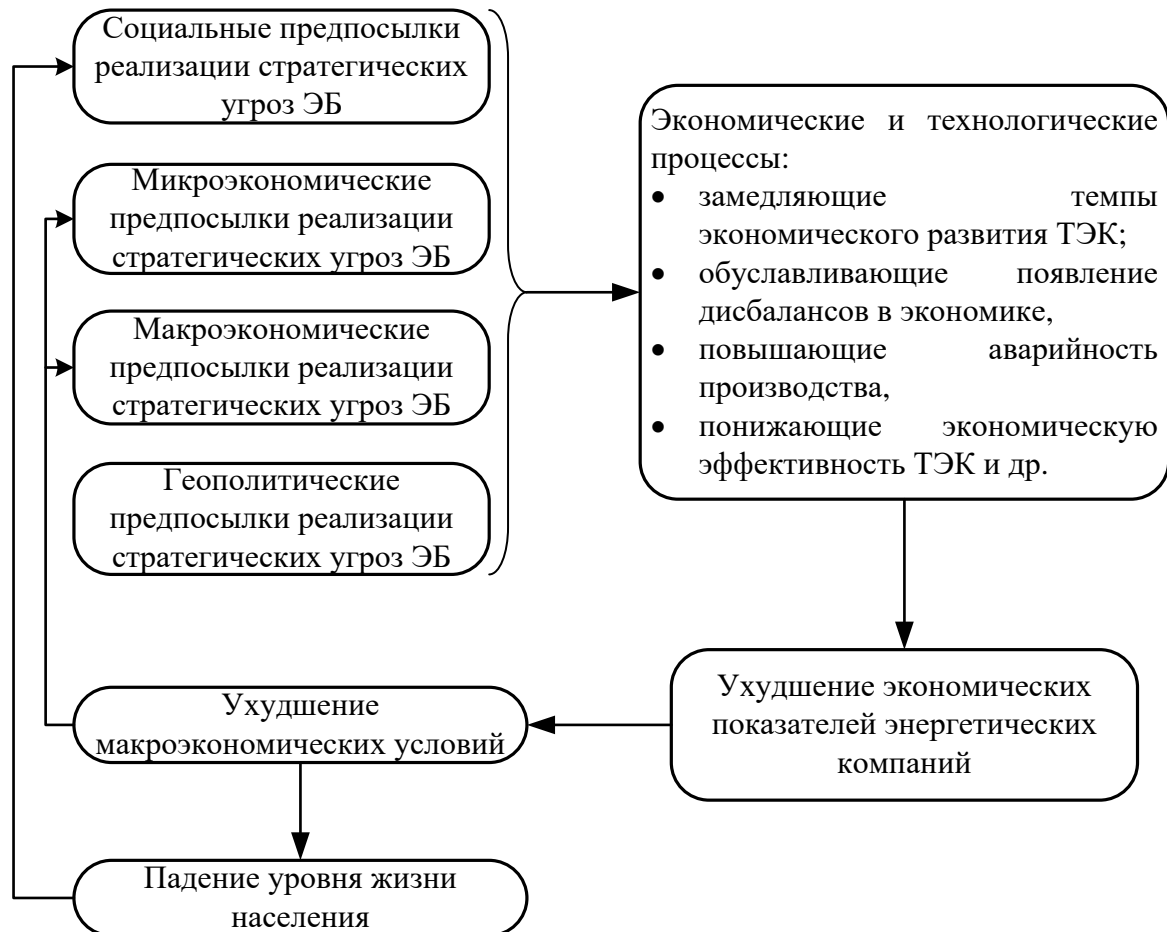 Социальные предпосылки
реализации стратегических
угроз ЭБ
Микроэкономические
предпосылки реализации
стратегических угроз ЭБ
Макроэкономические
предпосылки реализации
стратегических угроз ЭБ
Геополитические
предпосылки реализации
стратегических угроз ЭБ
Экономические и технологические
процессы:
• замедляющие темпы
экономического развития ТЭК;
• обуславливающие появление
дисбалансов в экономике,
• повышающие аварийность
производства,
• понижающие экономическую
эффективность ТЭК и др.
Ухудшение экономических
показателей энергетических
компаний
Ухудшение
макроэкономических условий
Падение уровня жизни
населения